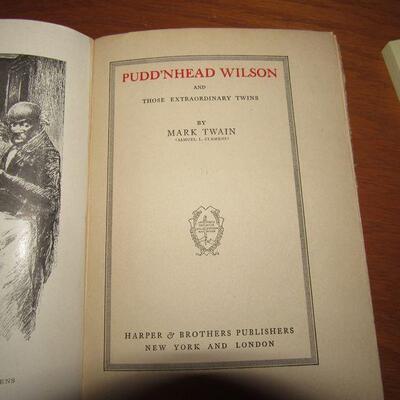 PUDD'NHEAD WILSON
AND
THOSE EXTRAORDINARY TWINS
BY
MARK TWAIN
(SAMUEL L. CLEMENS)
HARPER & BROTHERS PUBLISHERS
NEW YORK AND LONDON
ENS